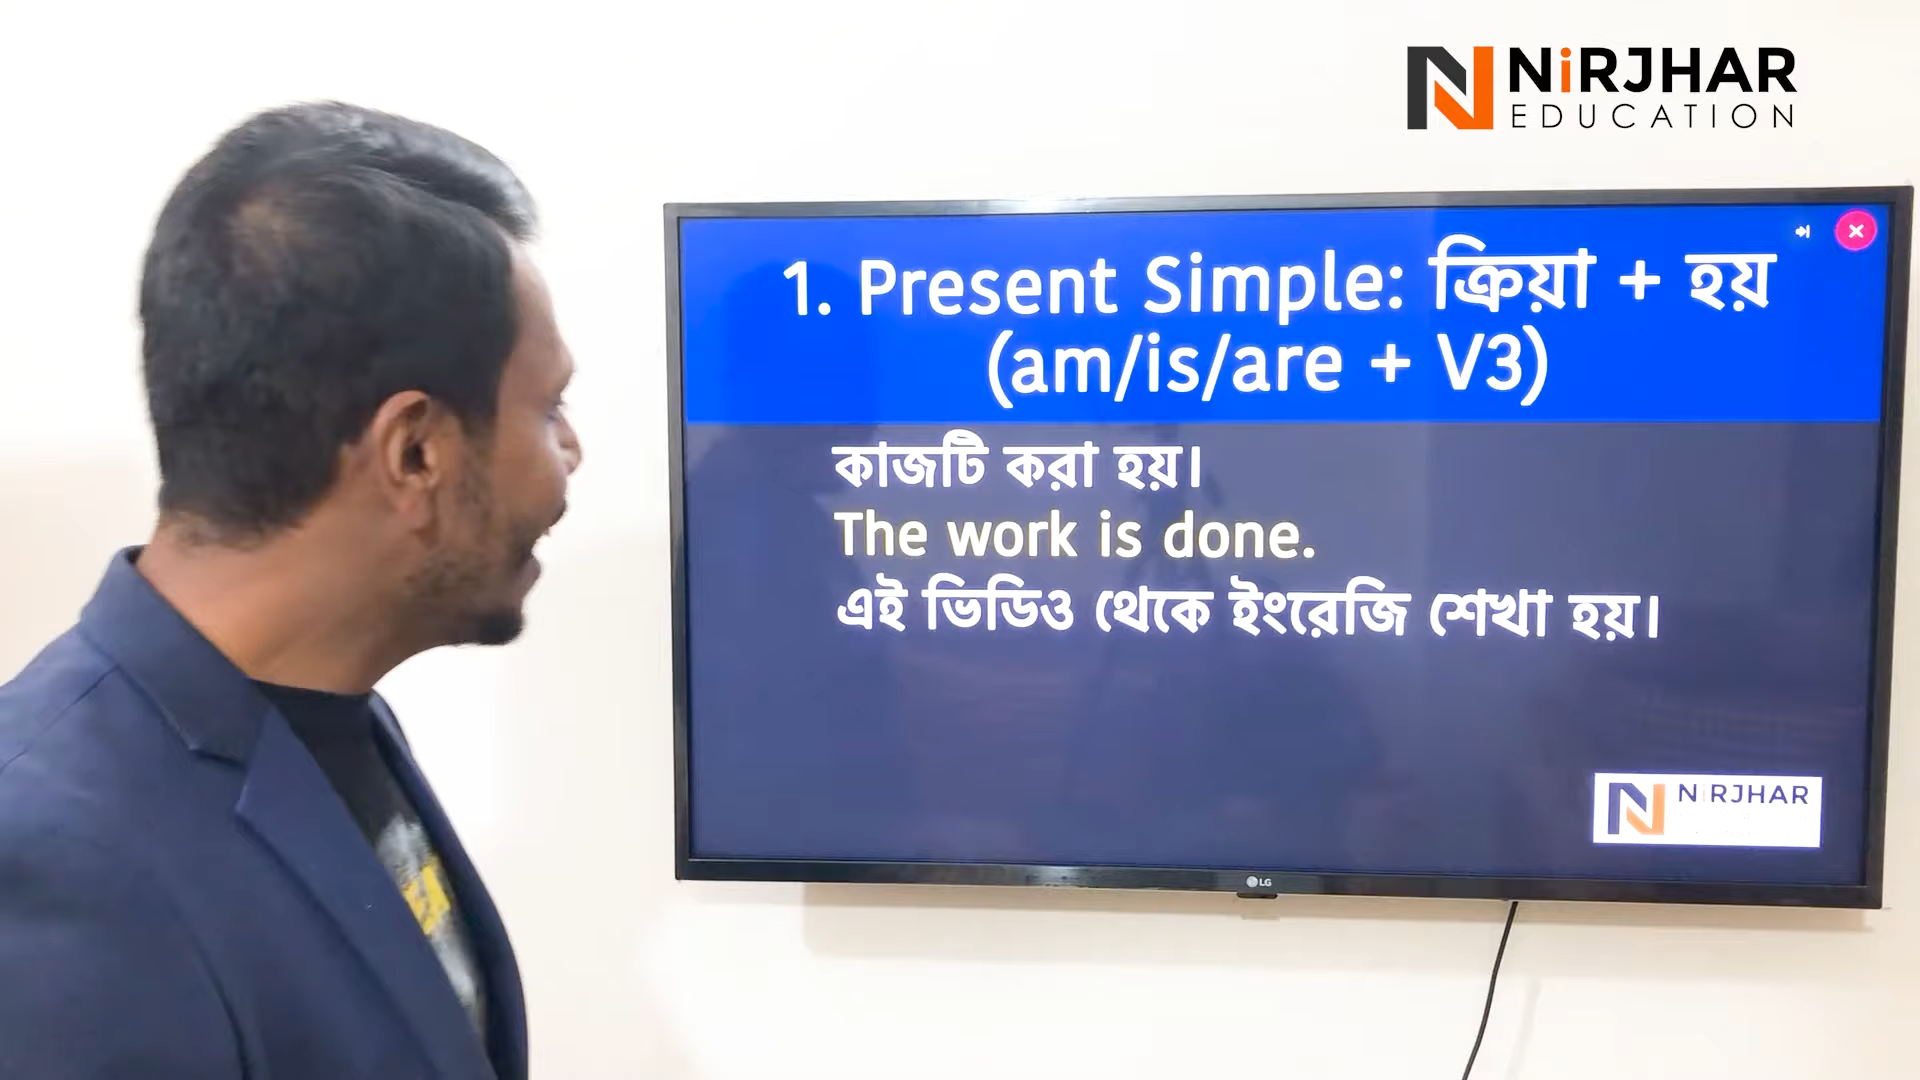 NiRJHAR
EDUCATION
1. Present Simple: ক্রিয়া + হয়
(am/is/are + V3)
কাজটি করা হয়।
The work is done.
এই ভিডিও থেকে ইংরেজি শেখা হয়।
NiRJHAR
LG